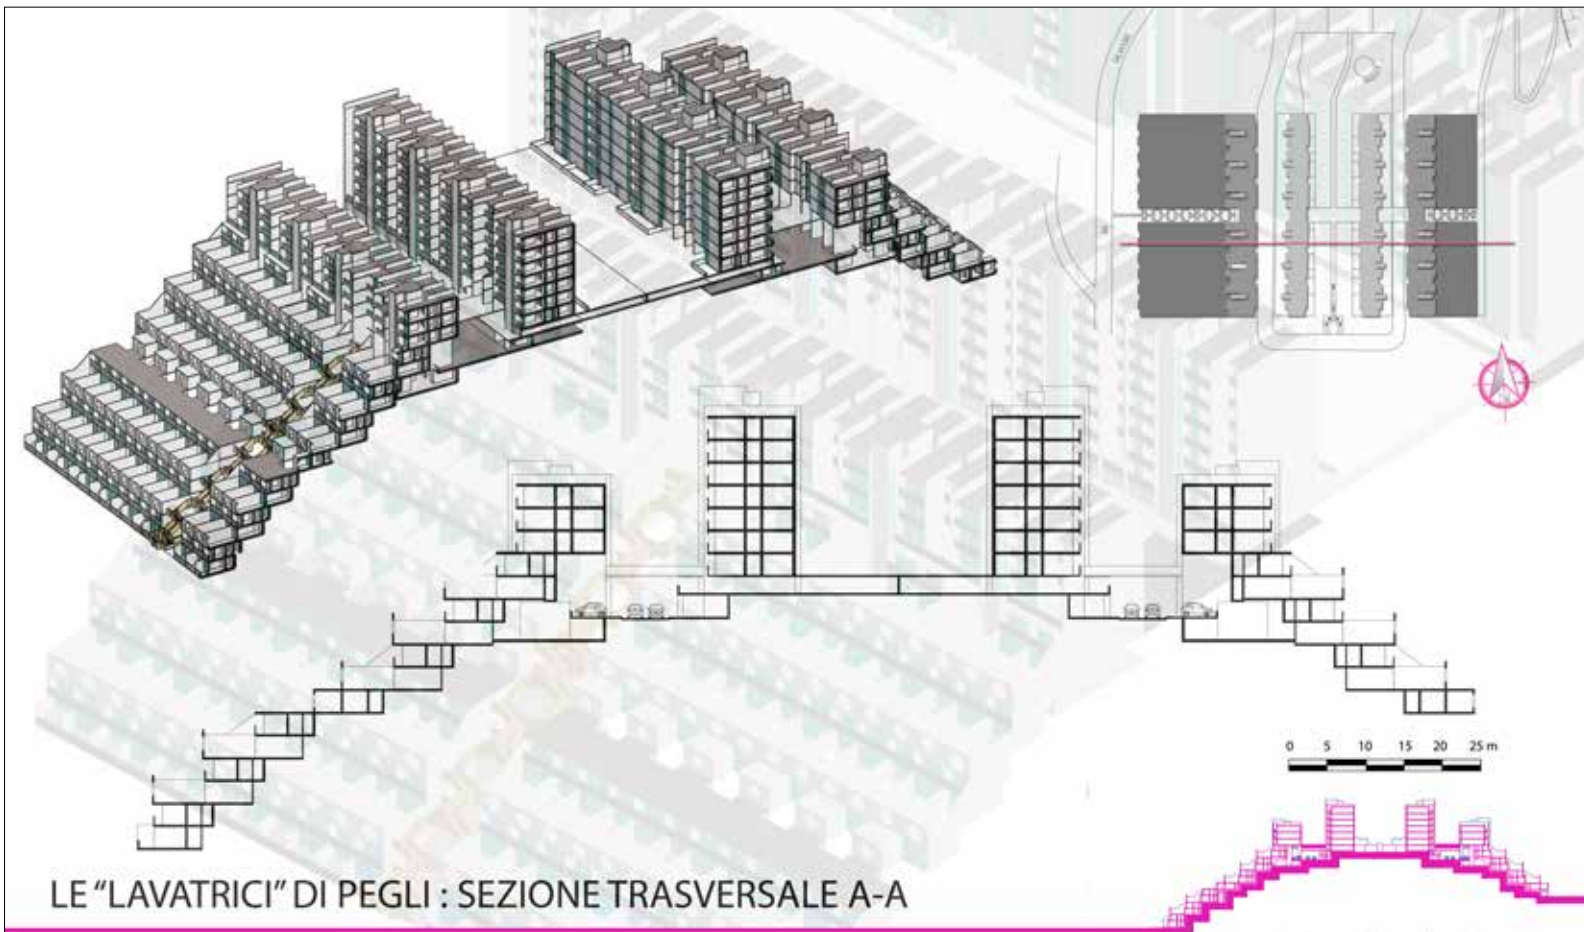 0 5 10 15 20 25 m
LE “LAVATRICI” DI PEGLI : SEZIONE TRASVERSALE A-A